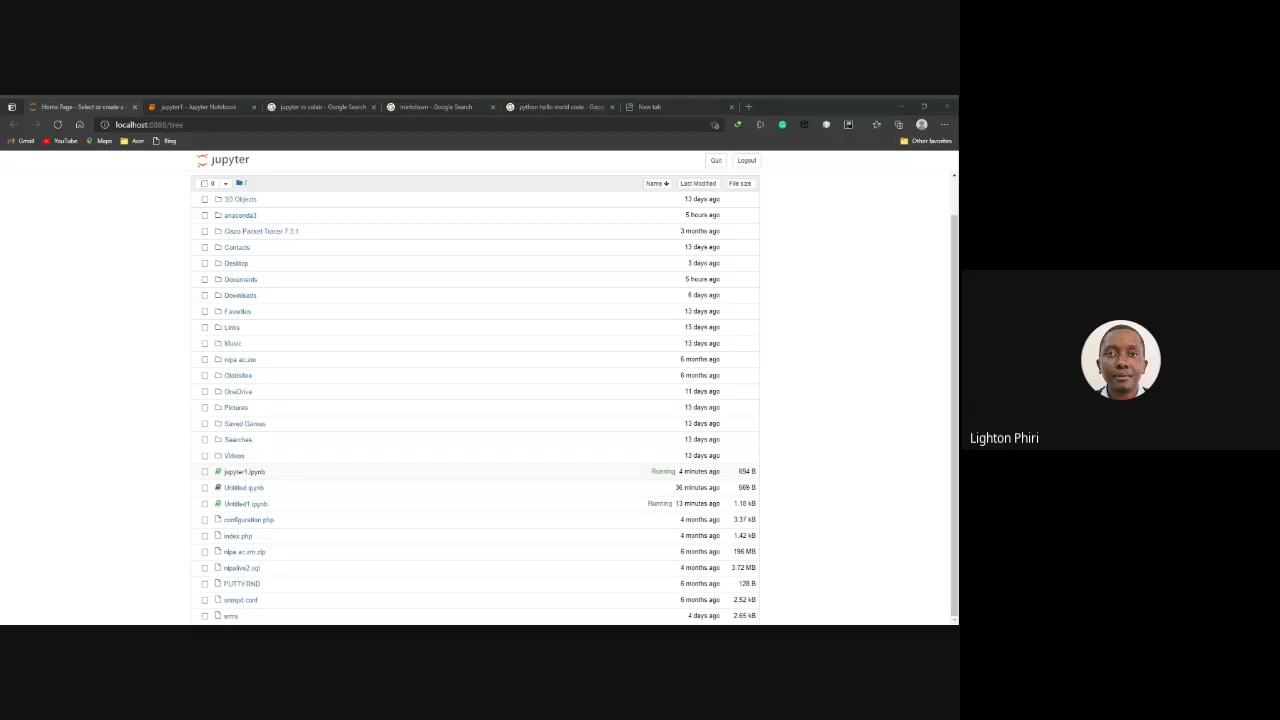 Home Page - Select or create a
jupyter1 - Jupyter Notebook
jupyter vs colab - Google Search
markdown - Google Search
python hello world code - Goog
New tab
localhost:8888/tree
Gmail YouTube Maps Acer Bing Other favorites
jupyter Quit Logout
0 / Name Last Modified File size
3D Objects 13 days ago
anaconda3 5 hours ago
Cisco Packet Tracer 7.3.1 3 months ago
Contacts 13 days ago
Desktop 3 days ago
Documents 5 hours ago
Downloads 6 days ago
Favorites 13 days ago
Links 13 days ago
Music 13 days ago
nipa.ac.zm 6 months ago
6 months ago
OneDrive 11 days ago
Pictures 13 days ago
Saved Games 13 days ago
Searches 13 days ago
Videos 13 days ago
jupyter1.ipynb Running 4 minutes ago 694 B
Untitled.ipynb 36 minutes ago 669 B
Untitled1.ipynb Running 13 minutes ago 1.18 kB
configuration.php 4 months ago 3.37 kB
index.php 4 months ago 1.42 kB
nipa.ac.zm.zip 6 months ago 196 MB
nipalive2.sql 4 months ago 3.72 MB
PUTTY.RND 6 months ago 128 B
snmpd.conf 6 months ago 2.52 kB
srms 4 days ago 2.65 kB
Lighton Phiri